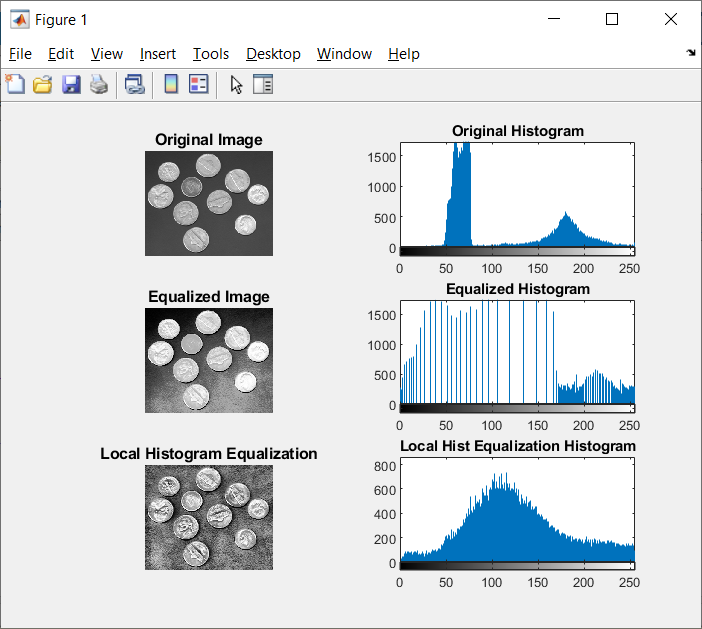 Figure 1
File Edit View Insert Tools Desktop Window Help
Original Image
Original Histogram
1500
1000
500
0
0 50 100 150 200 250
Equalized Image
Equalized Histogram
1500
1000
500
0
0 50 100 150 200 250
Local Histogram Equalization
Local Hist Equalization Histogram
800
600
400
200
0
0 50 100 150 200 250